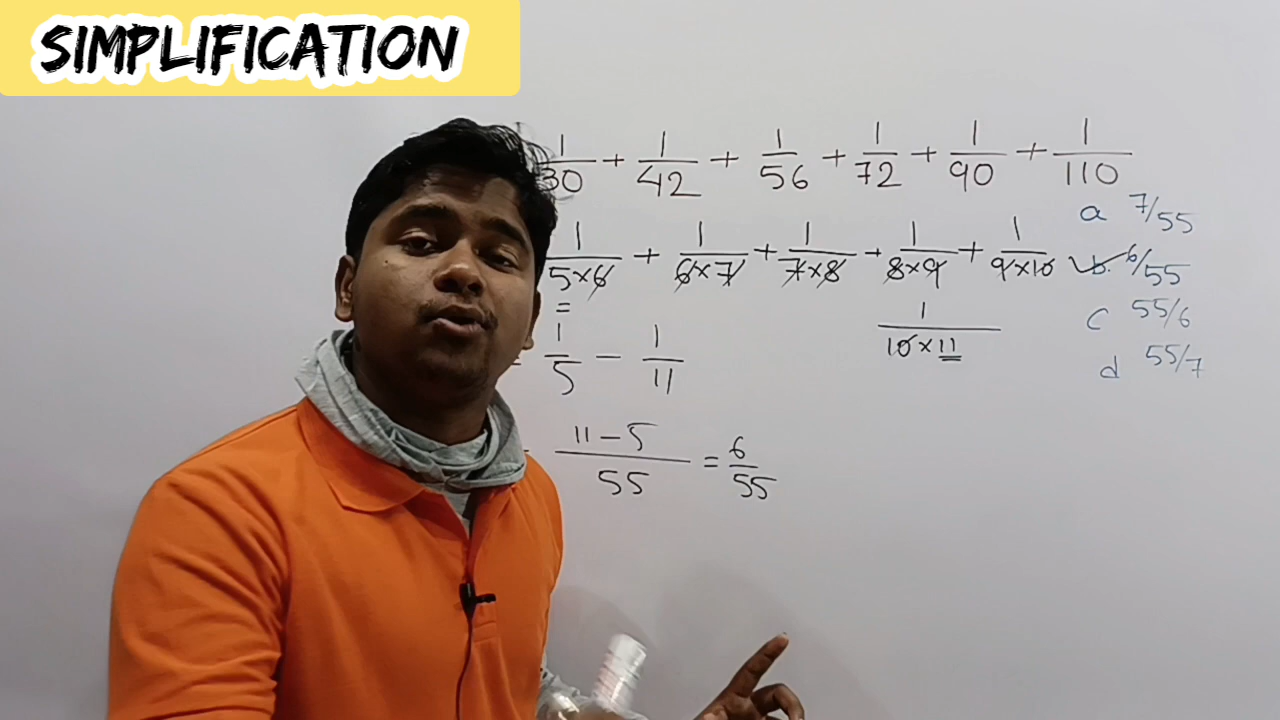 SIMPLIFICATION
1/30 + 1/42 + 1/56 + 1/72 + 1/90 + 1/110
a 7/55
1/5×6 + 1/6×7 + 1/7×8 + 1/8×9 + 1/9×10
b. 6/55
=
1/10×11
c 55/6
= 1/5 − 1/11
d 55/7
= 11−5/55 = 6/55